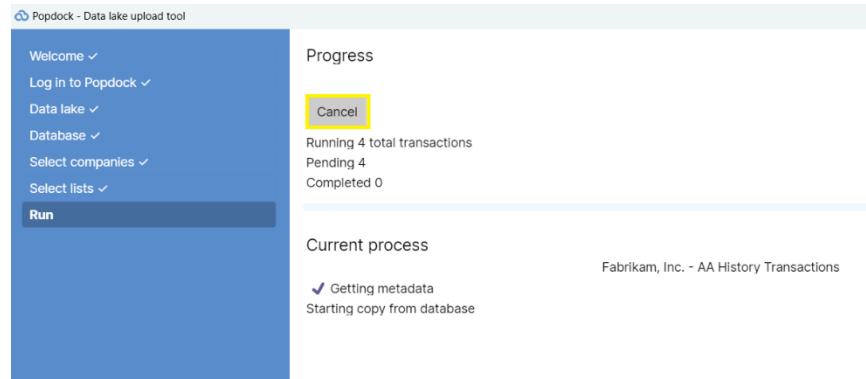 Popdock - Data lake upload tool
Welcome ✓
Log in to Popdock ✓
Data lake ✓
Database ✓
Select companies ✓
Select lists ✓
Run
Progress
Cancel
Running 4 total transactions
Pending 4
Completed 0
Current process
Fabrikam, Inc. - AA History Transactions
✓ Getting metadata
Starting copy from database